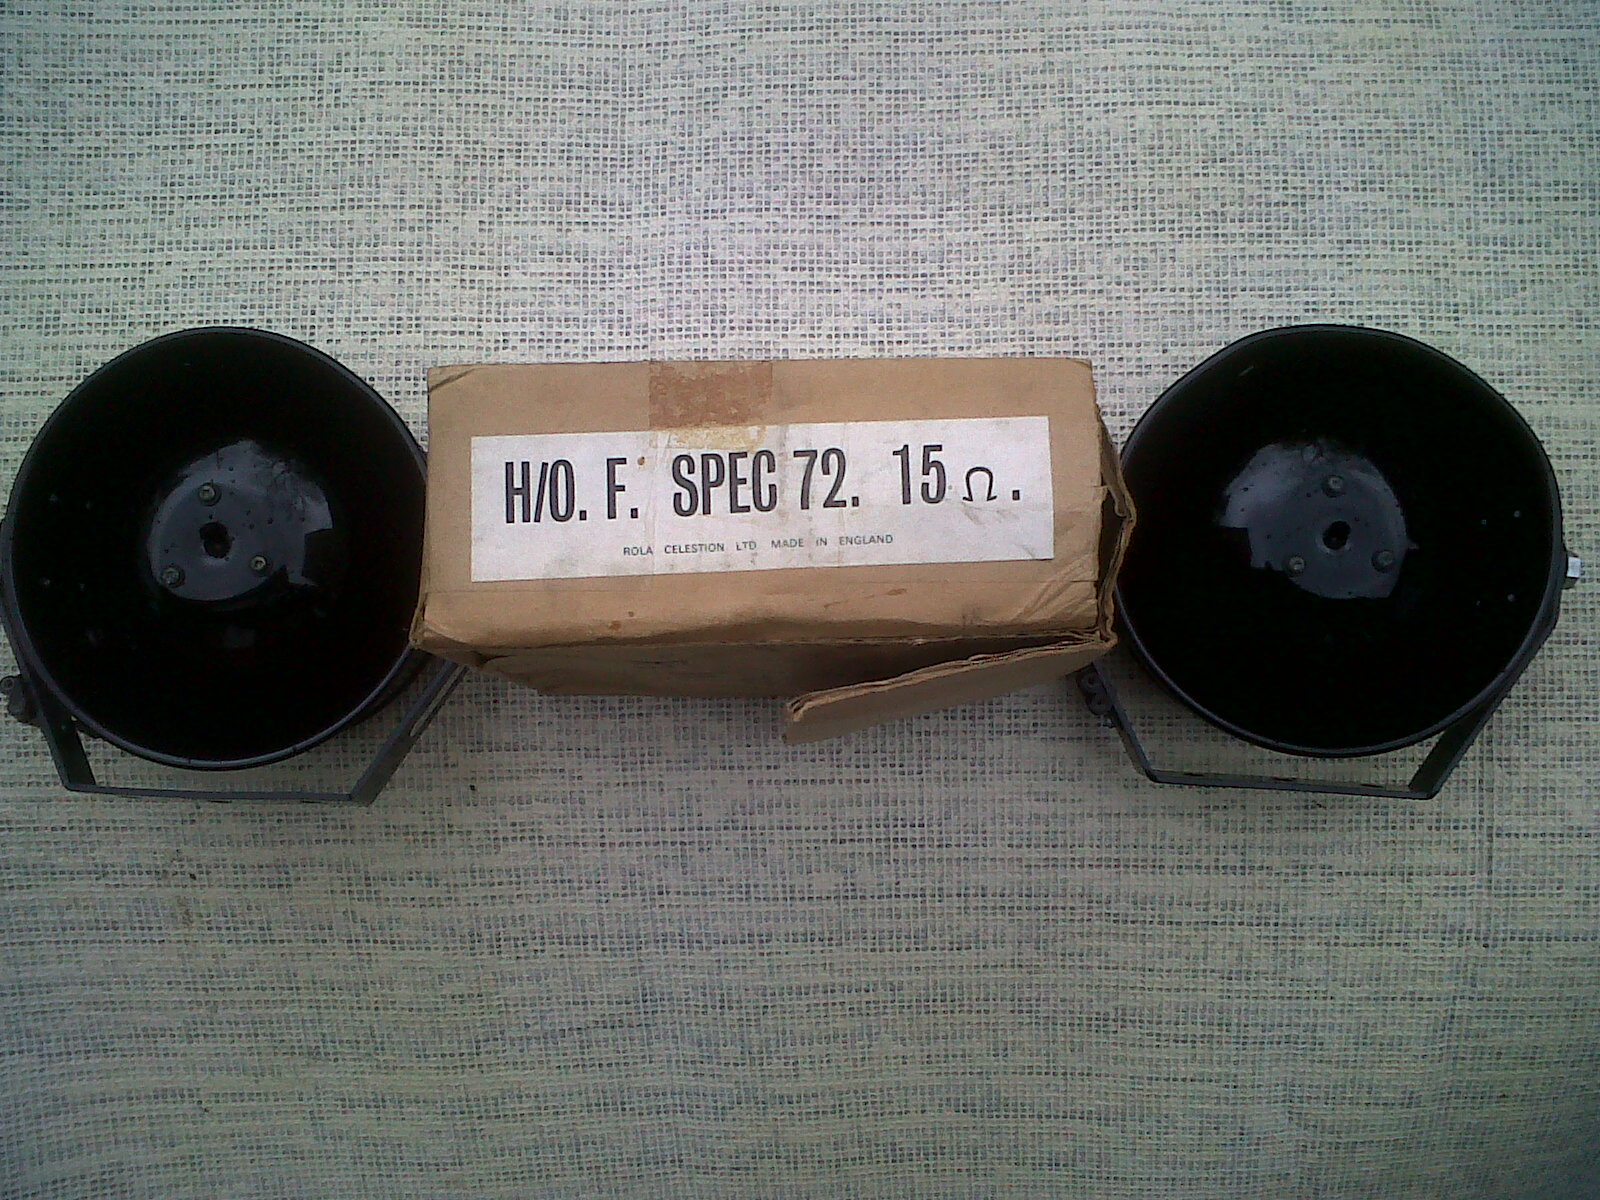 H/O. F. SPEC 72. 15 Ω.
ROLA CELESTION LTD MADE IN ENGLAND